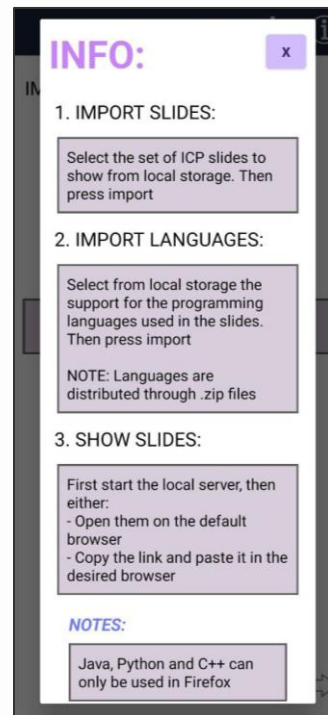 INFO:
X
IM
1. IMPORT SLIDES:
Select the set of ICP slides to
show from local storage. Then
press import
2. IMPORT LANGUAGES:
Select from local storage the
support for the programming
languages used in the slides.
Then press import
NOTE: Languages are
distributed through .zip files
3. SHOW SLIDES:
First start the local server, then
either:
- Open them on the default
browser
- Copy the link and paste it in the
desired browser
NOTES:
Java, Python and C++ can
only be used in Firefox